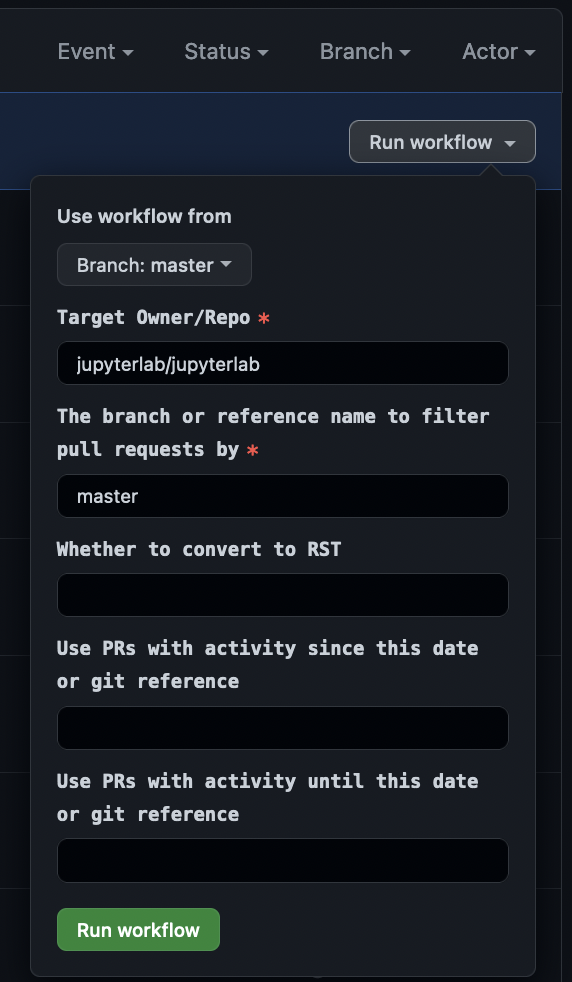 Event Status Branch Actor
Run workflow
Use workflow from
Branch: master
Target Owner/Repo *
jupyterlab/jupyterlab
The branch or reference name to filter
pull requests by *
master
Whether to convert to RST
Use PRs with activity since this date
or git reference
Use PRs with activity until this date
or git reference
Run workflow